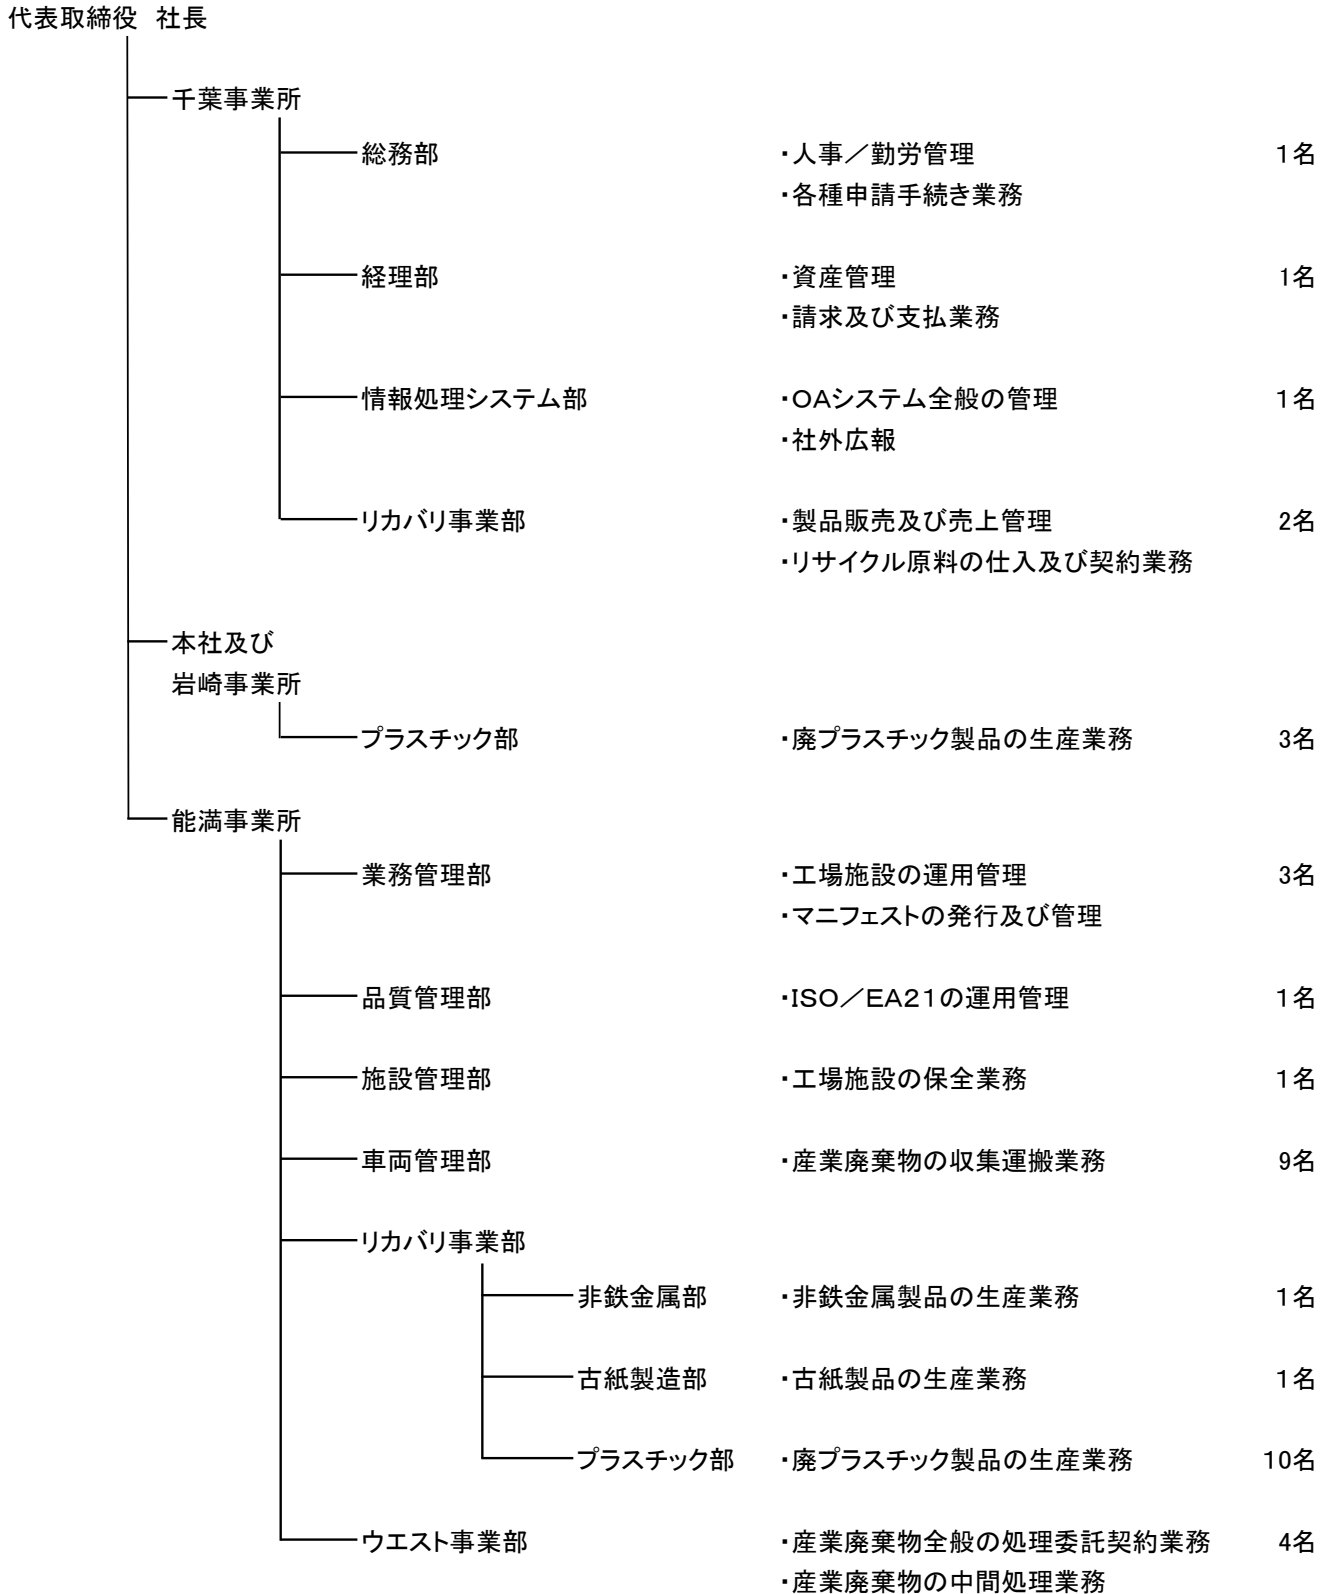 代表取締役 社長
千葉事業所
総務部 ・人事／勤労管理 1名
・各種申請手続き業務
経理部 ・資産管理 1名
・請求及び支払業務
情報処理システム部 ・OAシステム全般の管理 1名
・社外広報
リカバリ事業部 ・製品販売及び売上管理 2名
・リサイクル原料の仕入及び契約業務
本社及び
岩崎事業所
プラスチック部 ・廃プラスチック製品の生産業務 3名
能満事業所
業務管理部 ・工場施設の運用管理 3名
・マニフェストの発行及び管理
品質管理部 ・ISO／EA21の運用管理 1名
施設管理部 ・工場施設の保全業務 1名
車両管理部 ・産業廃棄物の収集運搬業務 9名
リカバリ事業部
非鉄金属部 ・非鉄金属製品の生産業務 1名
古紙製造部 ・古紙製品の生産業務 1名
プラスチック部 ・廃プラスチック製品の生産業務 10名
ウエスト事業部 ・産業廃棄物全般の処理委託契約業務 4名
・産業廃棄物の中間処理業務